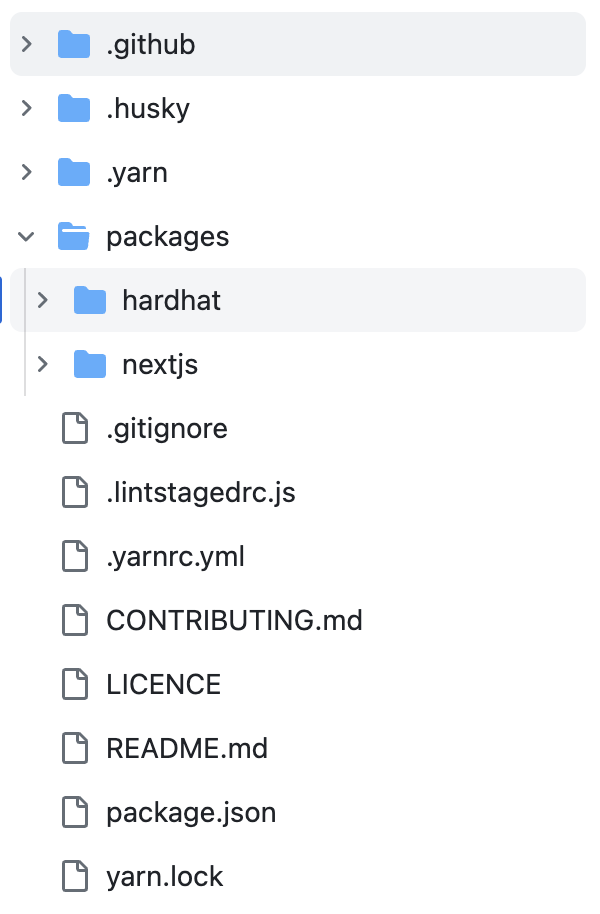 .github
.husky
.yarn
packages
hardhat
nextjs
.gitignore
.lintstagedrc.js
.yarnrc.yml
CONTRIBUTING.md
LICENCE
README.md
package.json
yarn.lock